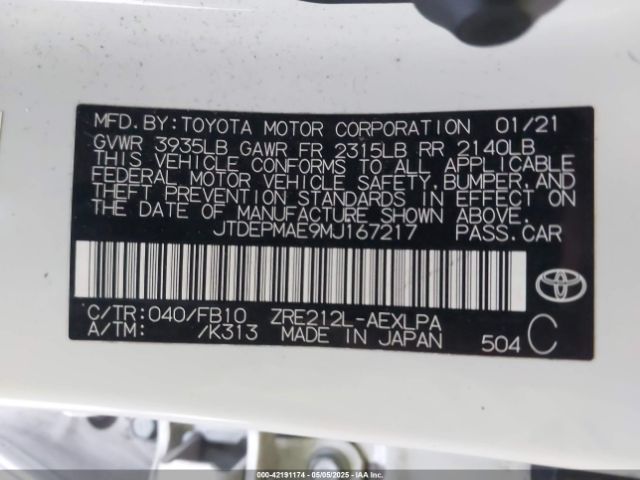 MFD.BY:TOYOTA MOTOR CORPORATION 01/21
GVWR 3935LB GAWR FR 2315LB RR 2140LB
THIS VEHICLE CONFORMS TO ALL APPLICABLE
FEDERAL MOTOR VEHICLE SAFETY,BUMPER,AND
THEFT PREVENTION STANDARDS IN EFFECT ON
THE DATE OF MANUFACTURE SHOWN ABOVE.
JTDEPMAE9MJ167217 PASS.CAR
C/TR:040/FB10 ZRE212L-AEXLPA
A/TM: /K313 MADE IN JAPAN 504 C
000-42191174 | 05/05/2025 | © IAA, Inc.